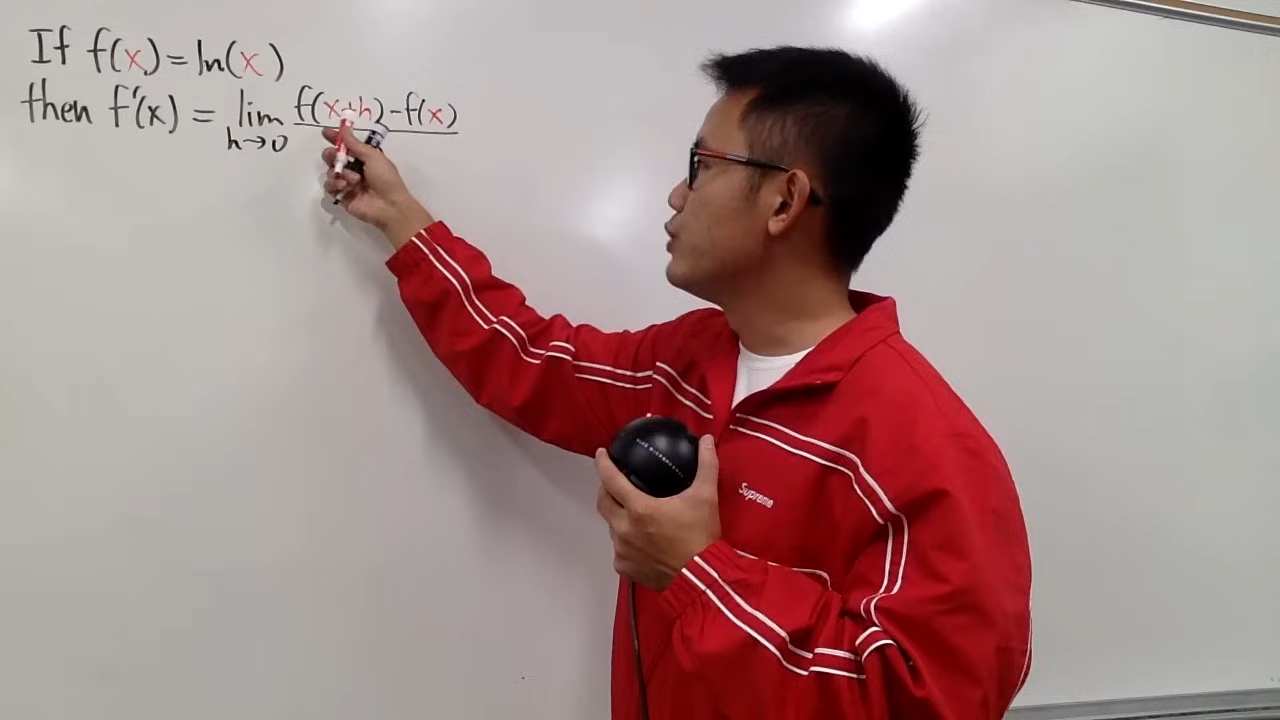 If f(x) = ln(x)
then f'(x) = lim h→0 f(x+h) - f(x)
Supreme